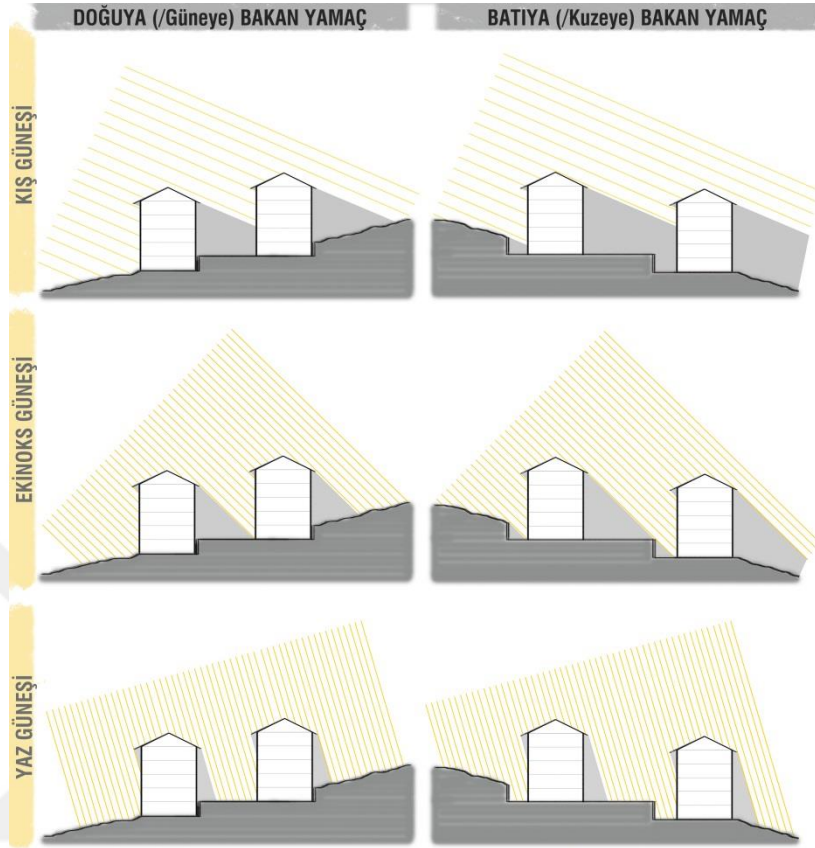 DOĞUYA (/Güneye) BAKAN YAMAÇ
BATIYA (/Kuzeye) BAKAN YAMAÇ
KIŞ GÜNEŞİ
EKİNOKS GÜNEŞİ
YAZ GÜNEŞİ